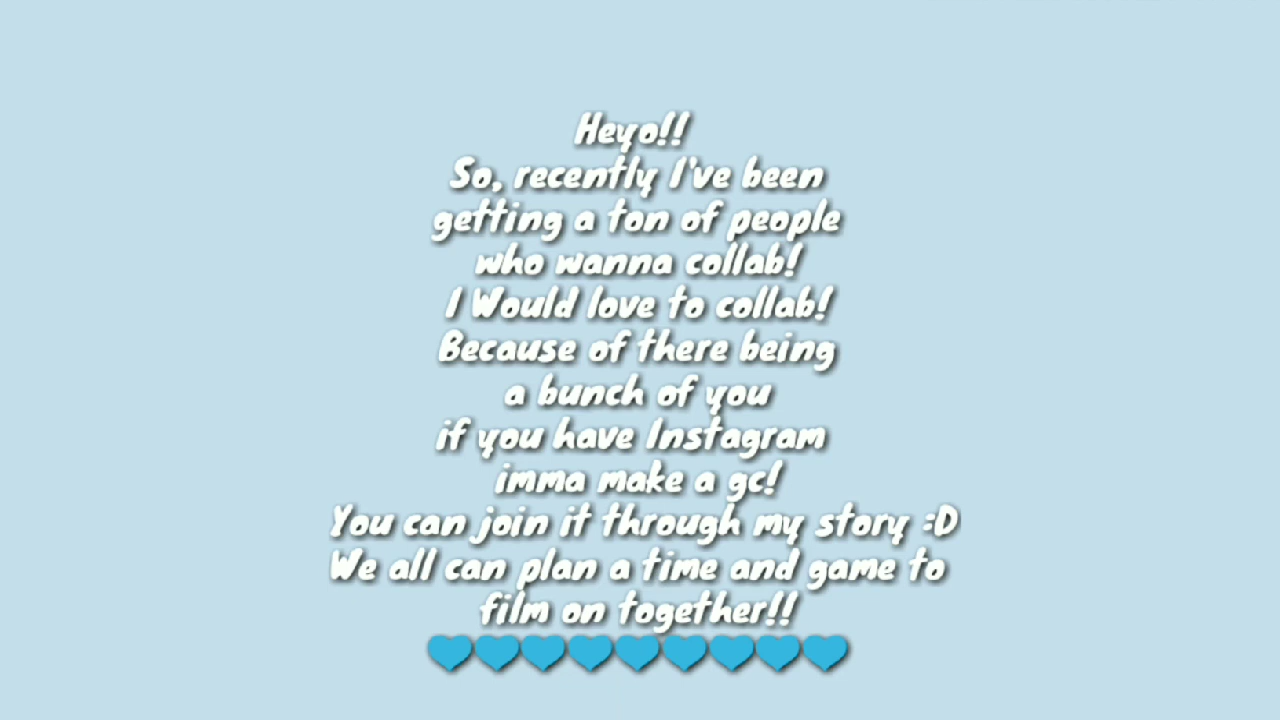 Heyo!!
So, recently I've been
getting a ton of people
who wanna collab!
I Would love to collab!
Because of there being
a bunch of you
if you have Instagram
imma make a gc!
You can join it through my story :D
We all can plan a time and game to
film on together!!
💙💙💙💙💙💙💙💙💙